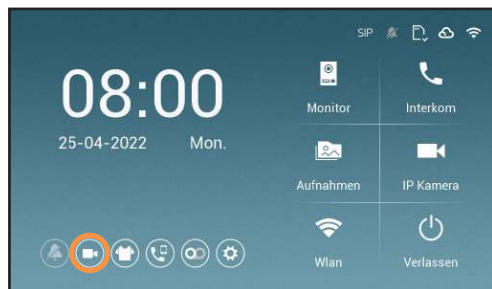 SIP
08:00
25-04-2022 Mon.
Monitor
Interkom
Aufnahmen
IP Kamera
Wlan
Verlassen